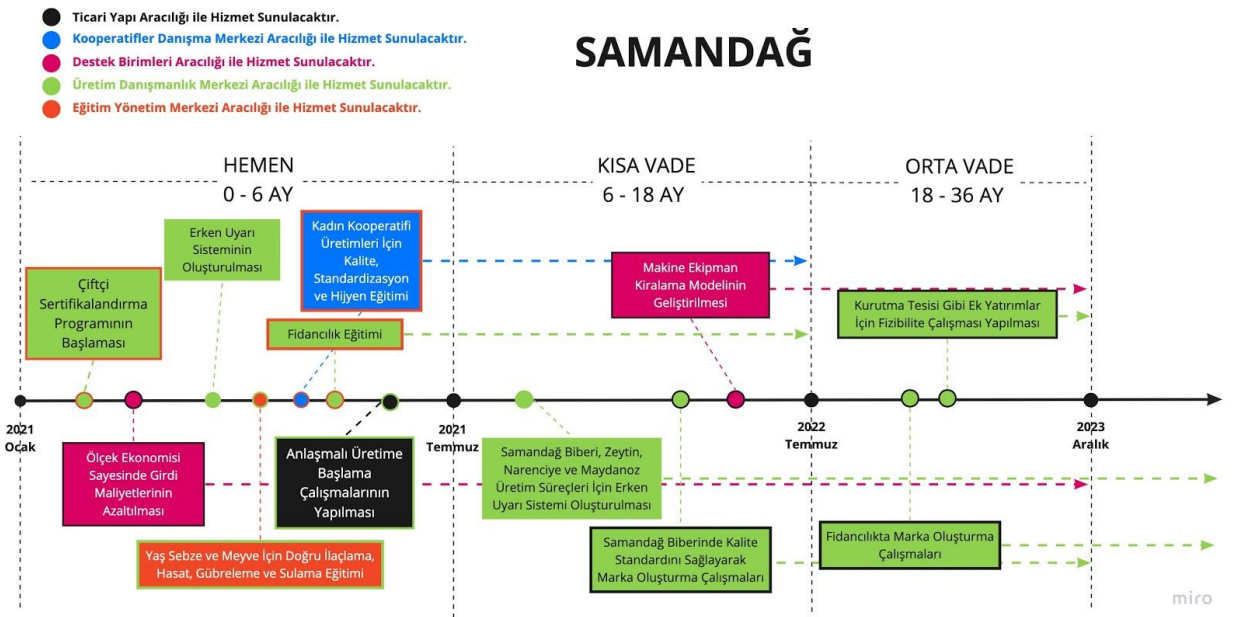 Ticari Yapı Aracılığı ile Hizmet Sunulacaktır.
Kooperatifler Danışma Merkezi Aracılığı ile Hizmet Sunulacaktır.
Destek Birimleri Aracılığı ile Hizmet Sunulacaktır.
Üretim Danışmanlık Merkezi Aracılığı ile Hizmet Sunulacaktır.
Eğitim Yönetim Merkezi Aracılığı ile Hizmet Sunulacaktır.
SAMANDAĞ
HEMEN
0 - 6 AY
KISA VADE
6 - 18 AY
ORTA VADE
18 - 36 AY
Çiftçi
Sertifikalandırma
Programının
Başlaması
Erken Uyarı
Sisteminin
Oluşturulması
Kadın Kooperatifi
Üretimleri İçin
Kalite,
Standardizasyon
ve Hijyen Eğitimi
Fidancılık Eğitimi
Makine Ekipman
Kiralama Modelinin
Geliştirilmesi
Kurutma Tesisi Gibi Ek Yatırımlar
İçin Fizibilite Çalışması Yapılması
2021
Ocak
2021
Temmuz
2022
Temmuz
2023
Aralık
Ölçek Ekonomisi
Sayesinde Girdi
Maliyetlerinin
Azaltılması
Yaş Sebze ve Meyve İçin Doğru İlaçlama,
Hasat, Gübreleme ve Sulama Eğitimi
Anlaşmalı Üretime
Başlama
Çalışmalarının
Yapılması
Samandağ Biberi, Zeytin,
Narenciye ve Maydanoz
Üretim Süreçleri İçin Erken
Uyarı Sistemi Oluşturulması
Samandağ Biberinde Kalite
Standardını Sağlayarak
Marka Oluşturma Çalışmaları
Fidancılıkta Marka Oluşturma
Çalışmaları
miro